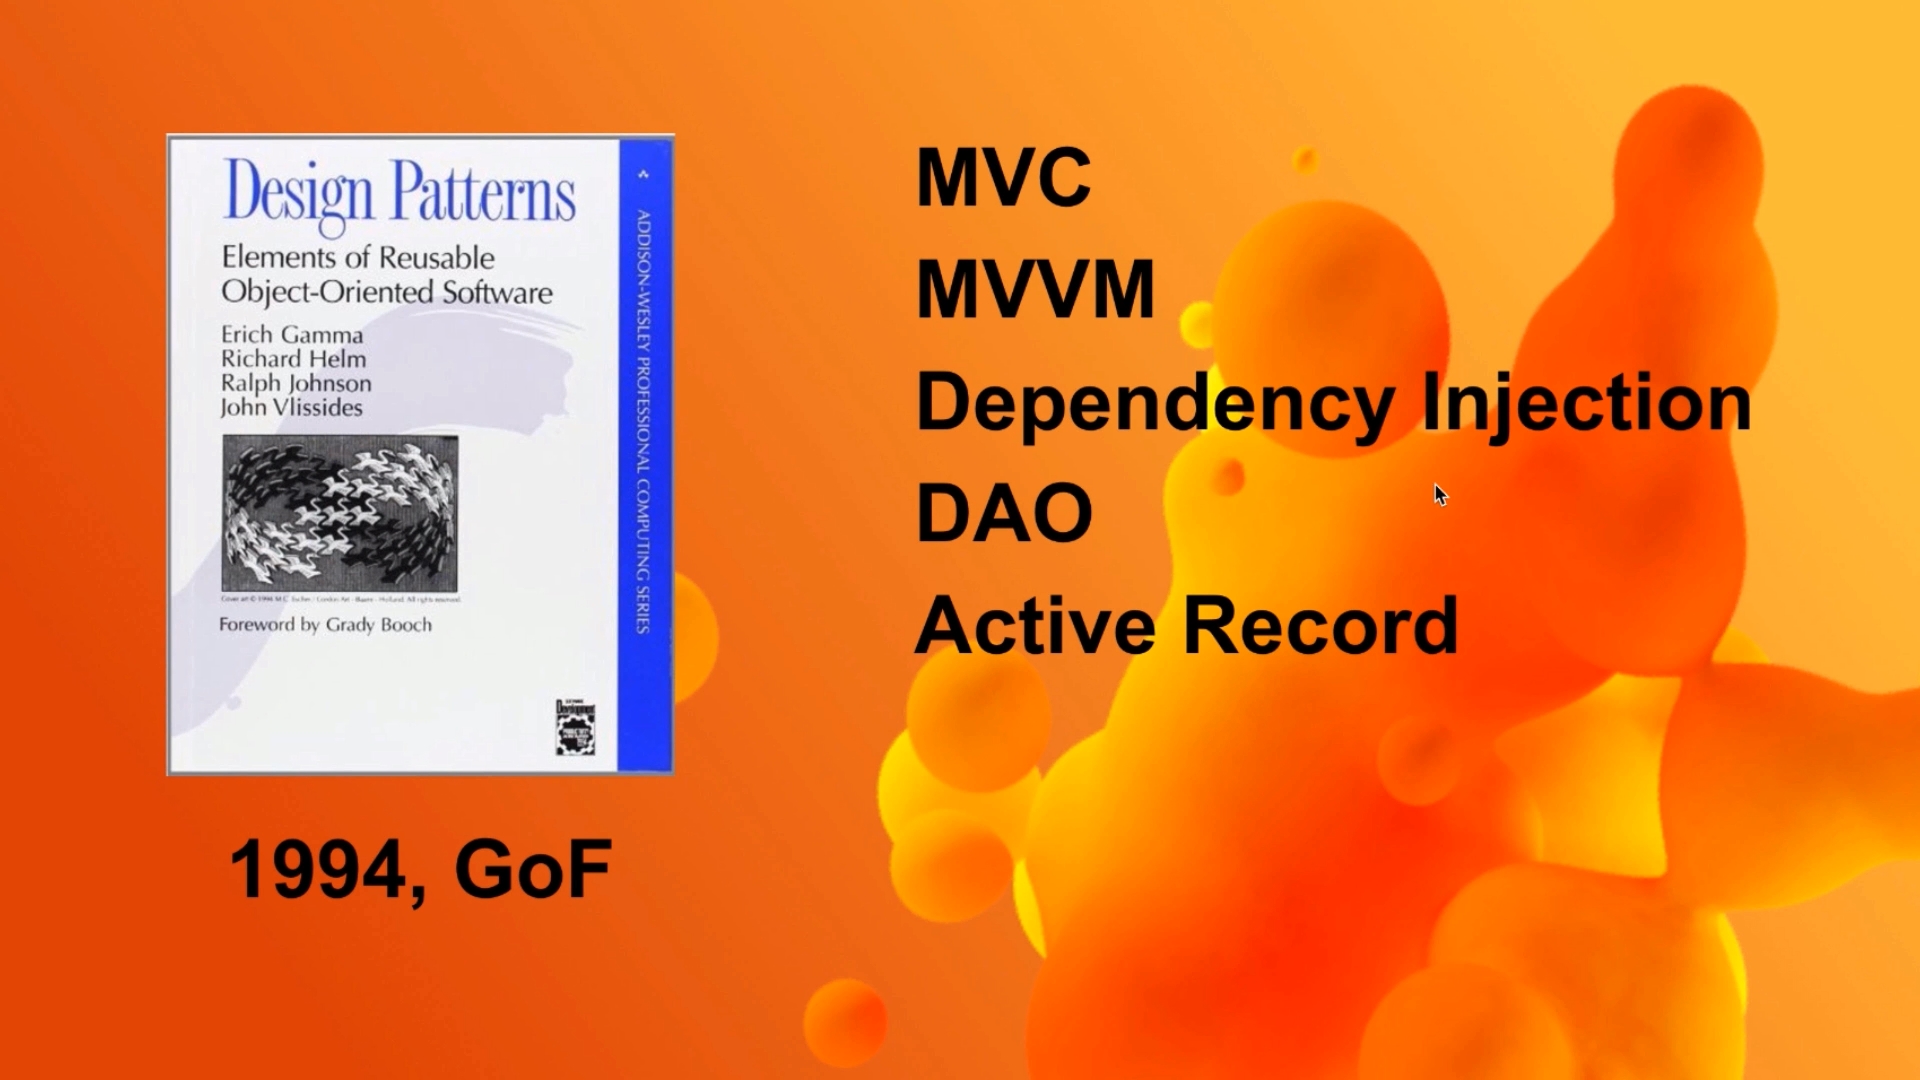 Design Patterns
Elements of Reusable
Object-Oriented Software
Erich Gamma
Richard Helm
Ralph Johnson
John Vlissides
Foreword by Grady Booch
ADDISON-WESLEY PROFESSIONAL COMPUTING SERIES
1994, GoF
MVC
MVVM
Dependency Injection
DAO
Active Record